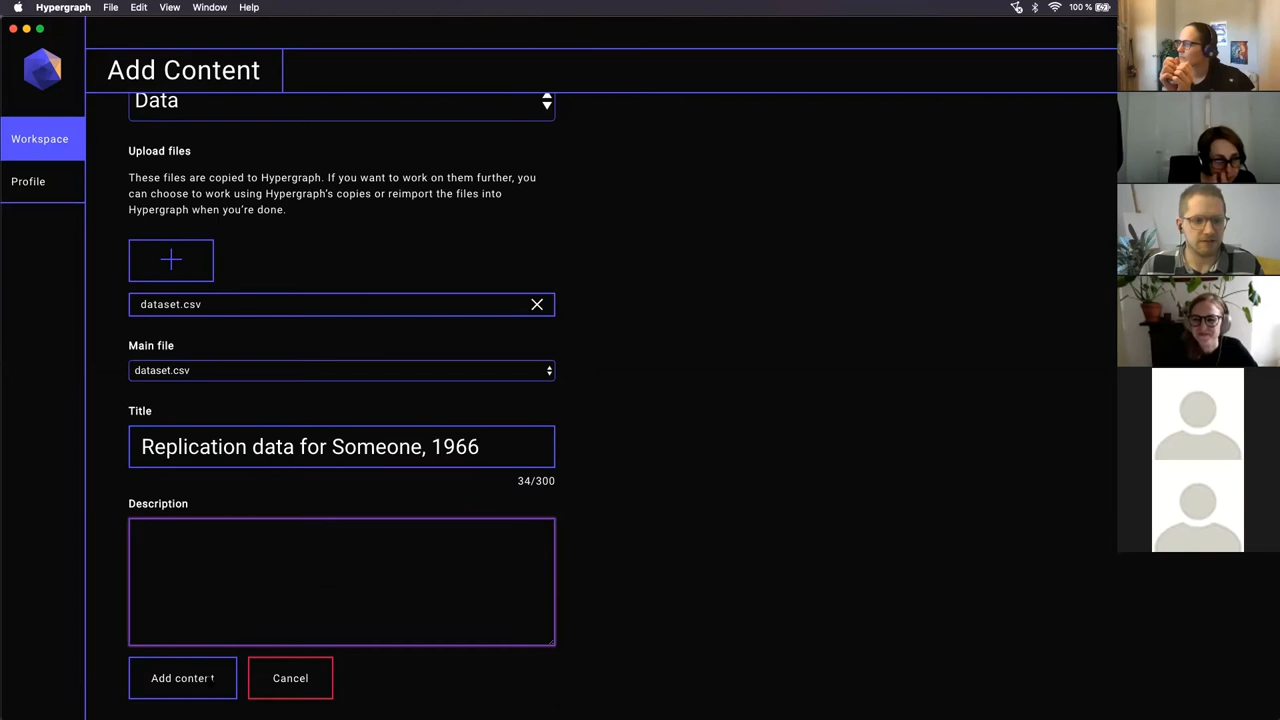 Hypergraph File Edit View Window Help 100 %
Add Content
Workspace
Profile
Data
Upload files
These files are copied to Hypergraph. If you want to work on them further, you
can choose to work using Hypergraph's copies or reimport the files into
Hypergraph when you're done.
dataset.csv
Main file
dataset.csv
Title
Replication data for Someone, 1966
34/300
Description
Add content
Cancel